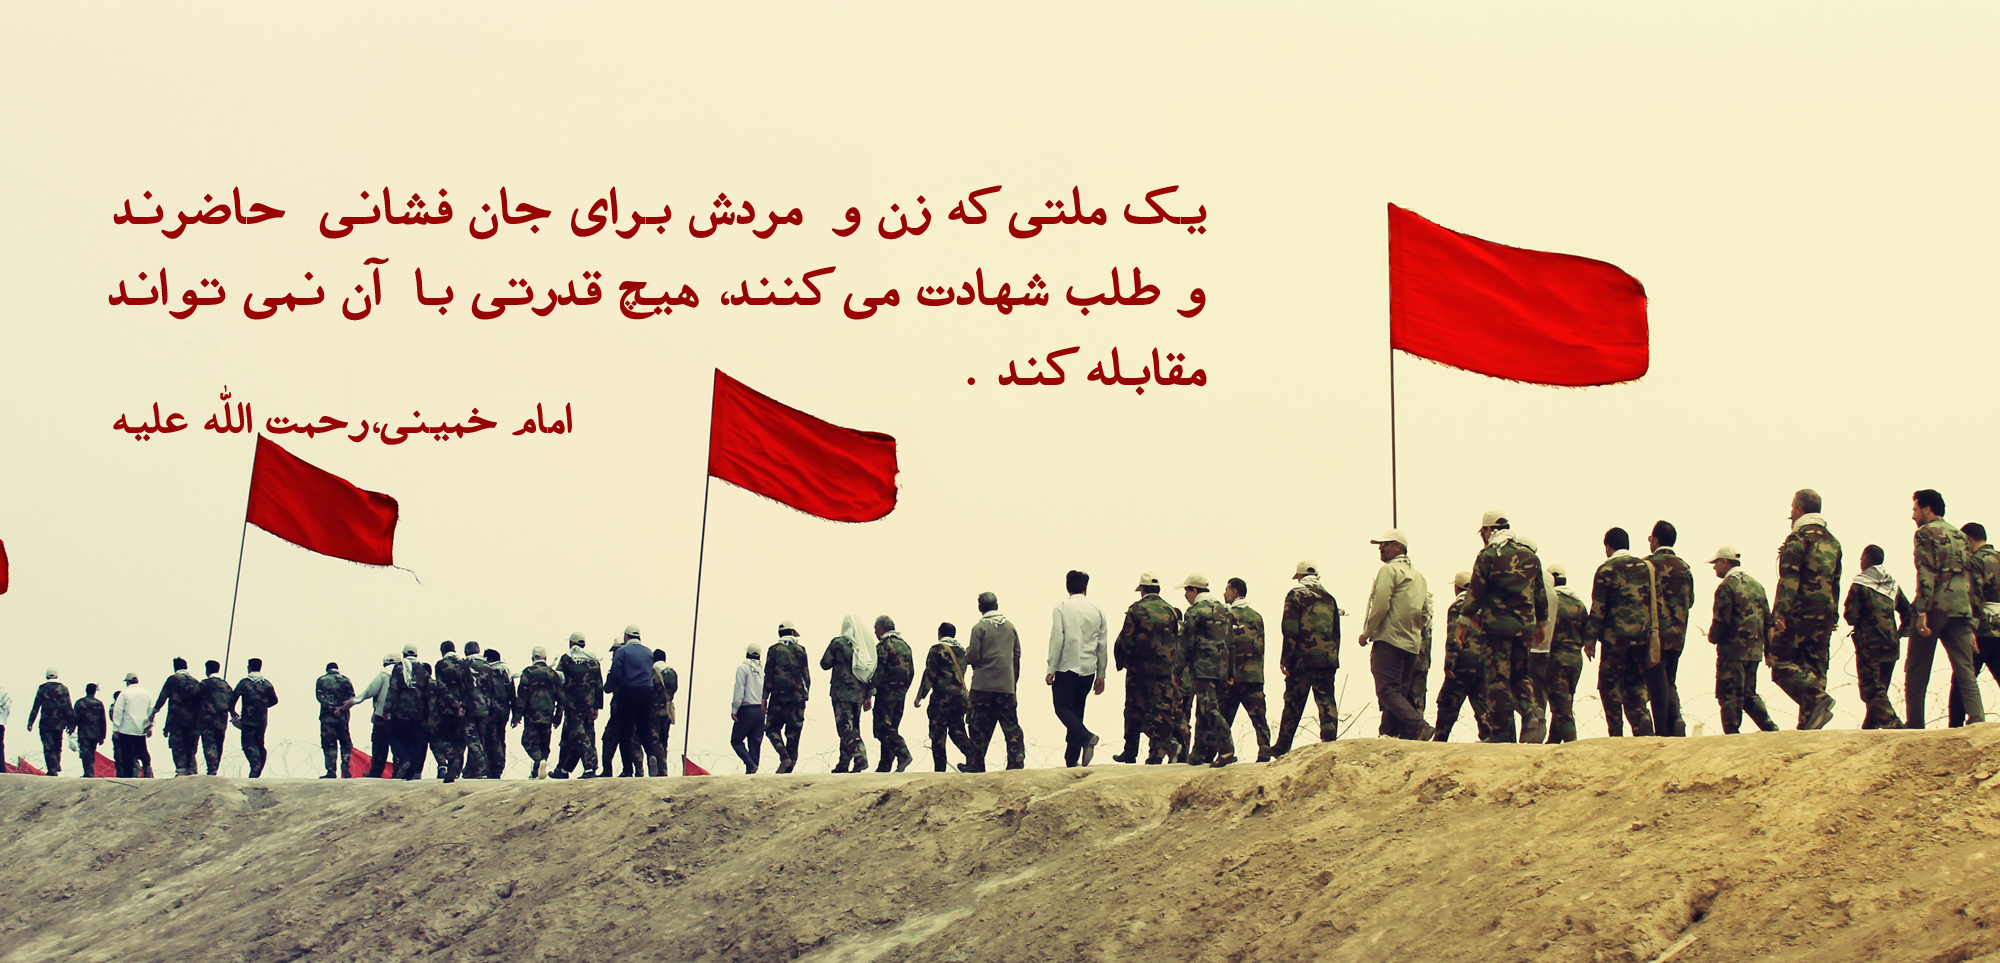 یک ملتی که زن و مردش برای جان فشانی حاضرند
و طلب شهادت می کنند، هیچ قدرتی با آن نمی تواند
مقابله کند .
امام خمینی،رحمت الله علیه